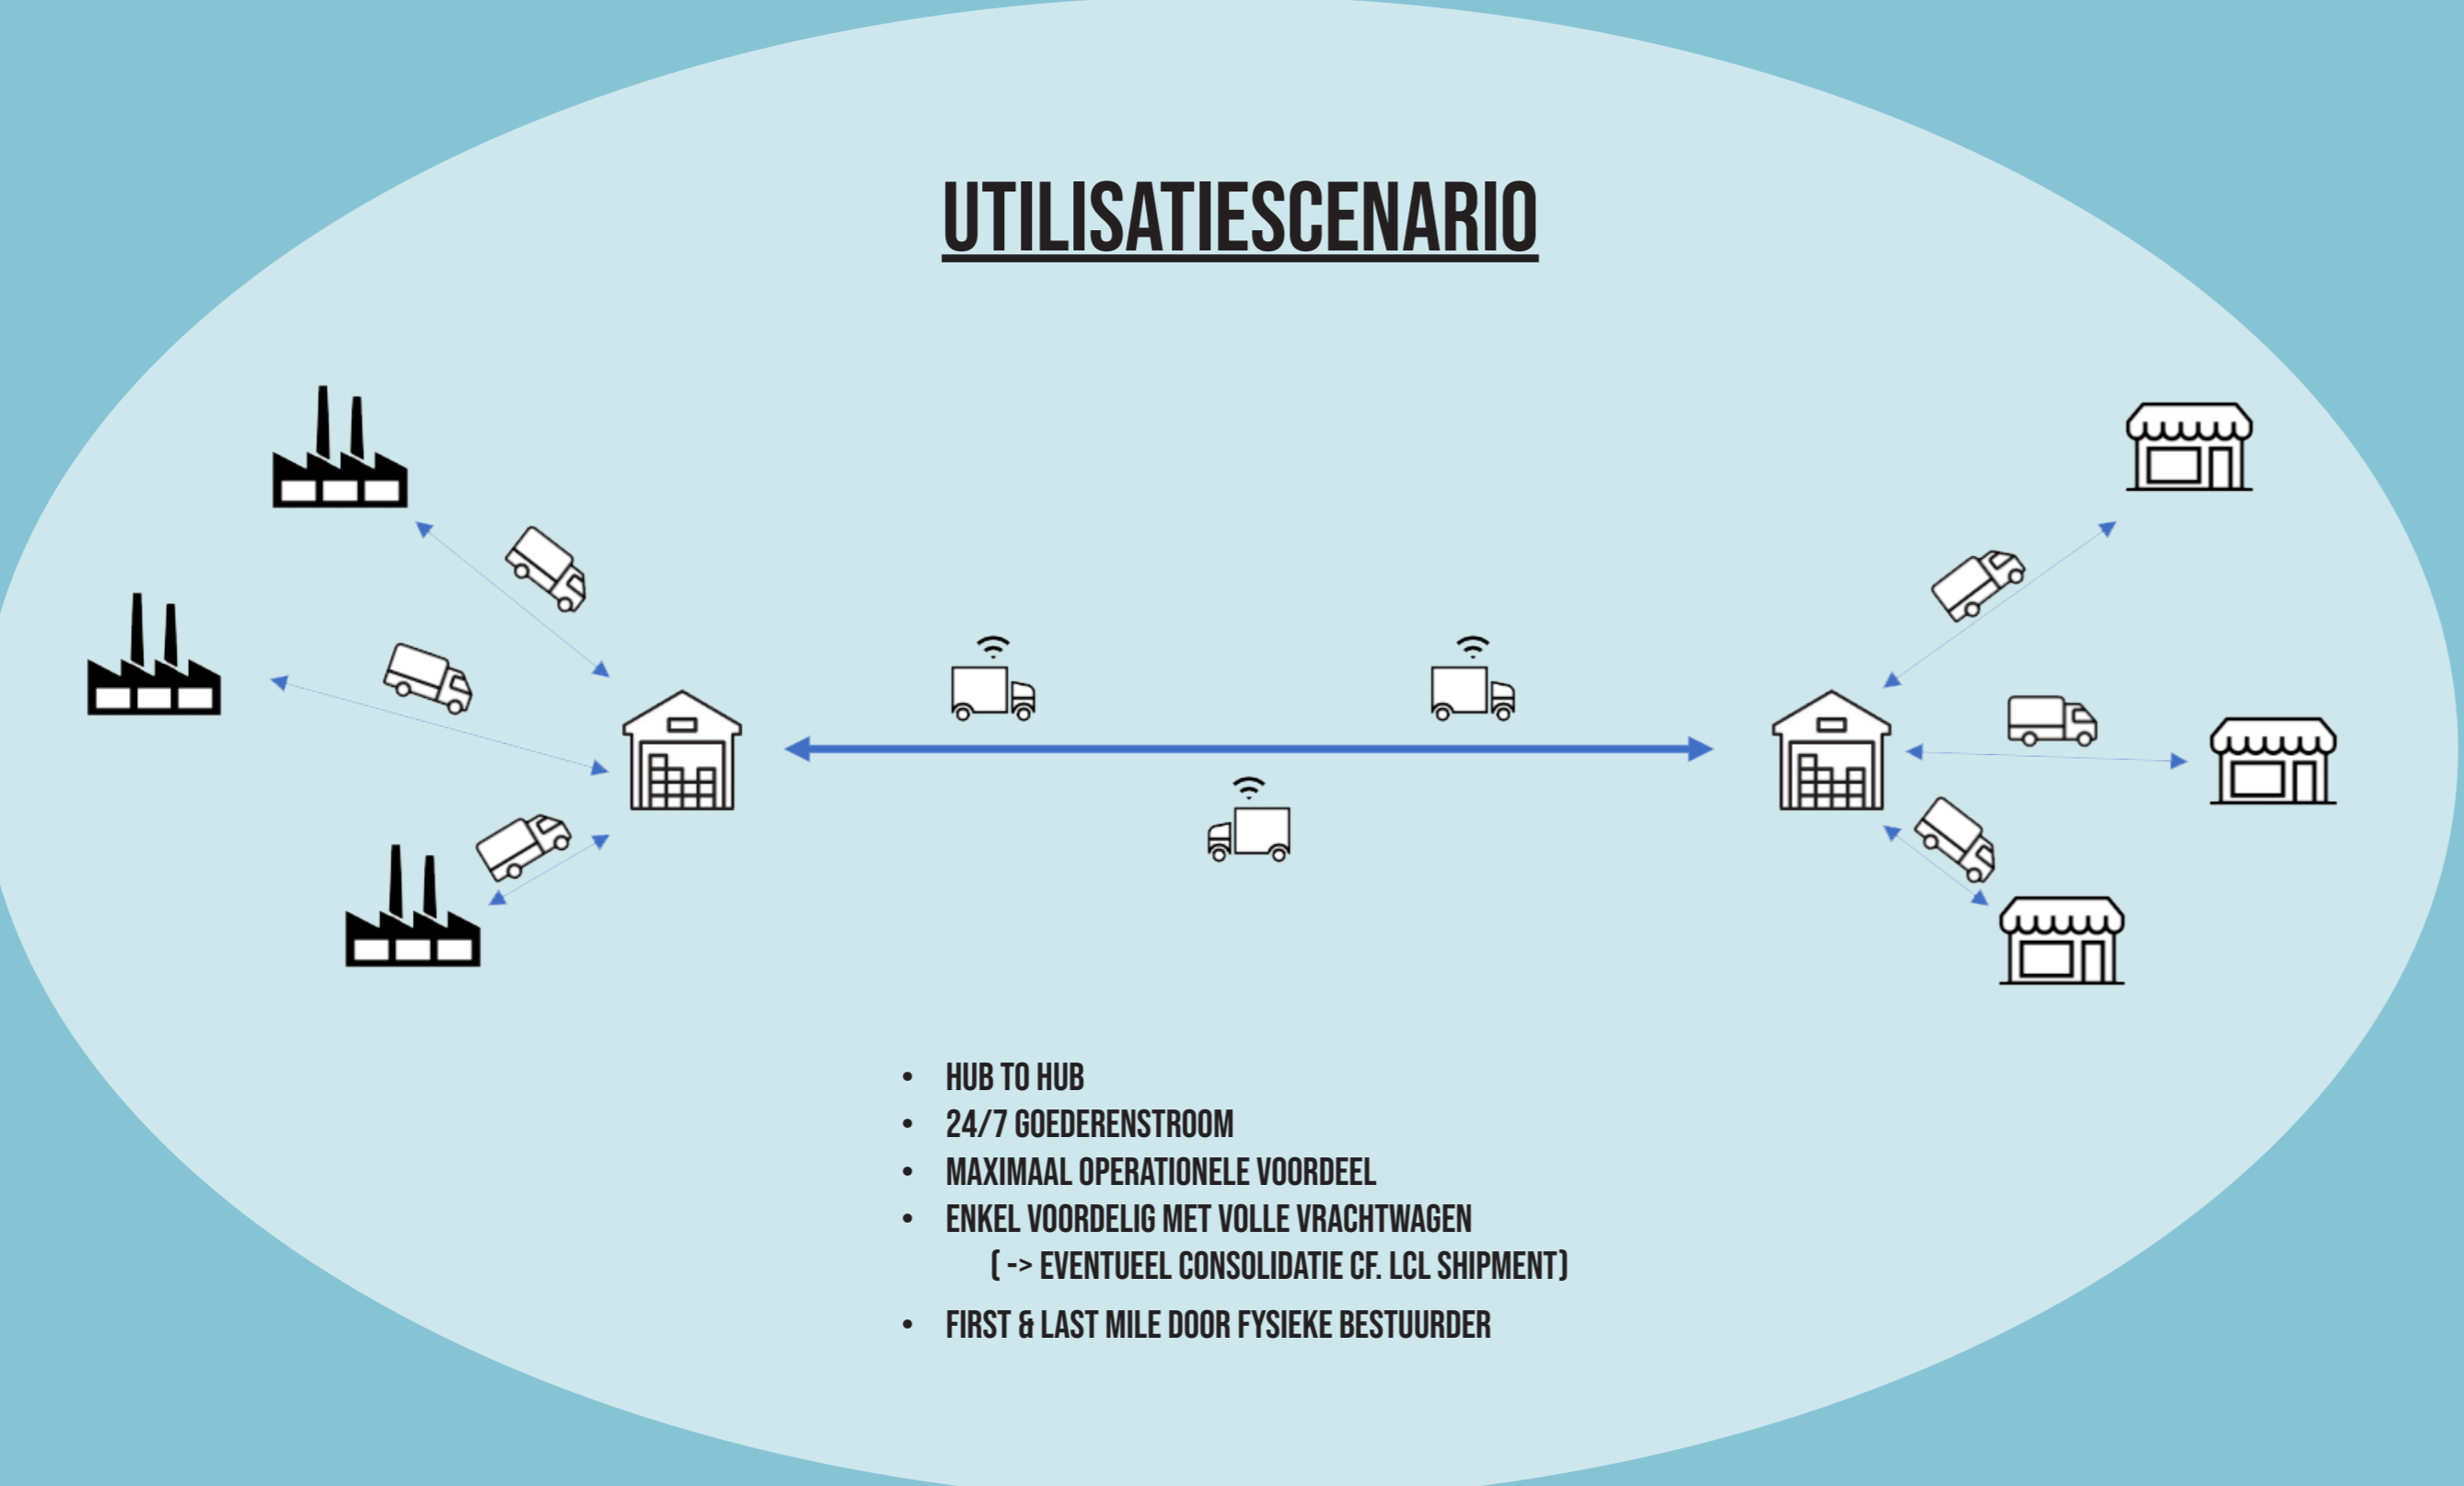 UTILISATIESCENARIO
• HUB TO HUB
• 24/7 GOEDERENSTROOM
• MAXIMAAL OPERATIONELE VOORDEEL
• ENKEL VOORDELIG MET VOLLE VRACHTWAGEN
( -> EVENTUEEL CONSOLIDATIE CF. LCL SHIPMENT)
• FIRST & LAST MILE DOOR FYSIEKE BESTUURDER